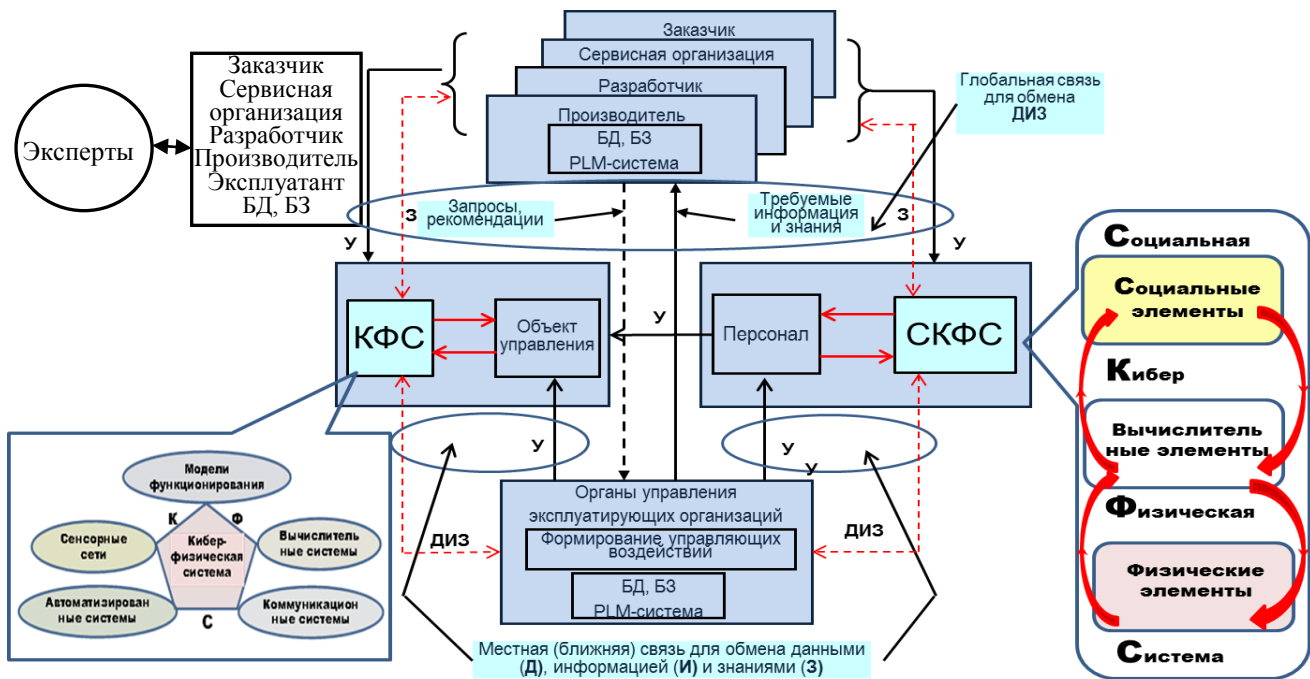 Эксперты
Заказчик
Сервисная
организация
Разработчик
Производитель
Эксплуатант
БД, БЗ
Заказчик
Сервисная организация
Разработчик
Производитель
БД, БЗ
PLM-система
Глобальная связь
для обмена
ДИЗ
З
Запросы,
рекомендации
Требуемые
информация
и знания
З
У
У
КФС
Объект
управления
У
Персонал
СКФС
У
У
У
Органы управления
эксплуатирующих организаций
Формирование управляющих
воздействий
БД, БЗ
PLM-система
ДИЗ
ДИЗ
Местная (ближняя) связь для обмена данными
(Д), информацией (И) и знаниями (З)
Модели
функционирования
К
Ф
Сенсорные
сети
Кибер-
физическая
система
Вычислитель
ные системы
Автоматизирован
ные системы
С
Коммуникацион
ные системы
Социальная
Социальные
элементы
Кибер
Вычислитель
ные элементы
Физическая
Физические
элементы
Система